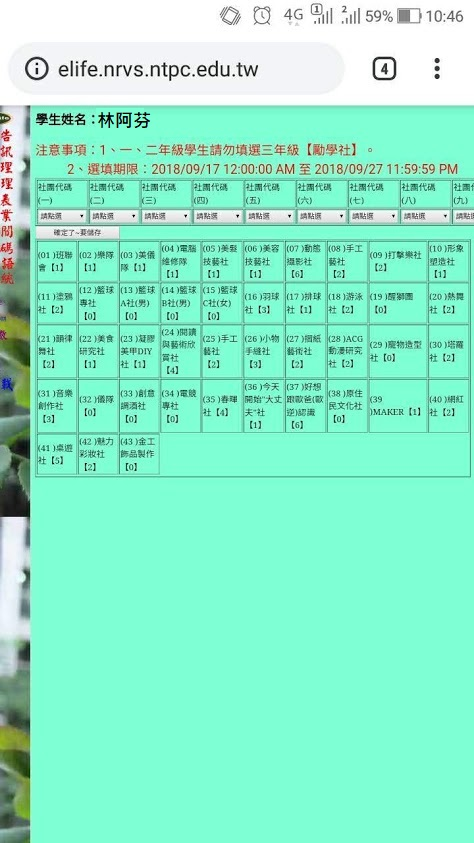 4G 1 2 59% 10:46
elife.nrvs.ntpc.edu.tw 4
學生姓名:林阿芬
注意事項:1、一、二年級學生請勿填選三年級【勵學社】。
2、選填期限:2018/09/17 12:00:00 AM 至 2018/09/27 11:59:59 PM
社團代碼(一) 社團代碼(二) 社團代碼(三) 社團代碼(四) 社團代碼(五) 社團代碼(六) 社團代碼(七) 社團代碼(八) 社團代碼(九)
請點選 請點選 請點選 請點選 請點選 請點選 請點選 請點選 請點選
確定了~要儲存
(01 )班聯會【1】 (02 )樂隊【1】 (03 )美儀隊【1】 (04 )電腦維修隊【1】 (05 )美髮技藝社【1】 (06 )美容技藝社【1】 (07 )動態攝影社【6】 (08 )手工藝社【2】 (09 )打擊樂社【2】 (10 )形象塑造社【1】
(11 )塗鴉社【2】 (12 )籃球專社【0】 (13 )籃球A社(男)【0】 (14 )籃球B社(男)【0】 (15 )籃球C社(女)【0】 (16 )羽球社【3】 (17 )排球社【1】 (18 )游泳社【2】 (19 )醒獅團【0】 (20 )熱舞社【2】
(21 )韻律舞社【2】 (22 )美食研究社【1】 (23 )凝膠美甲DIY社【1】 (24 )閱讀與藝術欣賞社【4】 (25 )手工藝社【2】 (26 )小物手縫社【3】 (27 )摺紙藝術社【2】 (28 )ACG動漫研究社【2】 (29 )寵物造型社【0】 (30 )塔羅社【2】
(31 )音樂創作社【3】 (32 )儀隊【0】 (33 )創意調酒社【0】 (34 )電競專社【0】 (35 )春暉社【4】 (36 )今天開始"大丈夫"社【1】 (37 )好想跟歐爸(歐逆)認識【6】 (38 )原住民文化社【0】 (39 )MAKER【1】 (40 )網紅社【2】
(41 )桌遊社【5】 (42 )魅力彩妝社【2】 (43 )金工飾品製作【0】